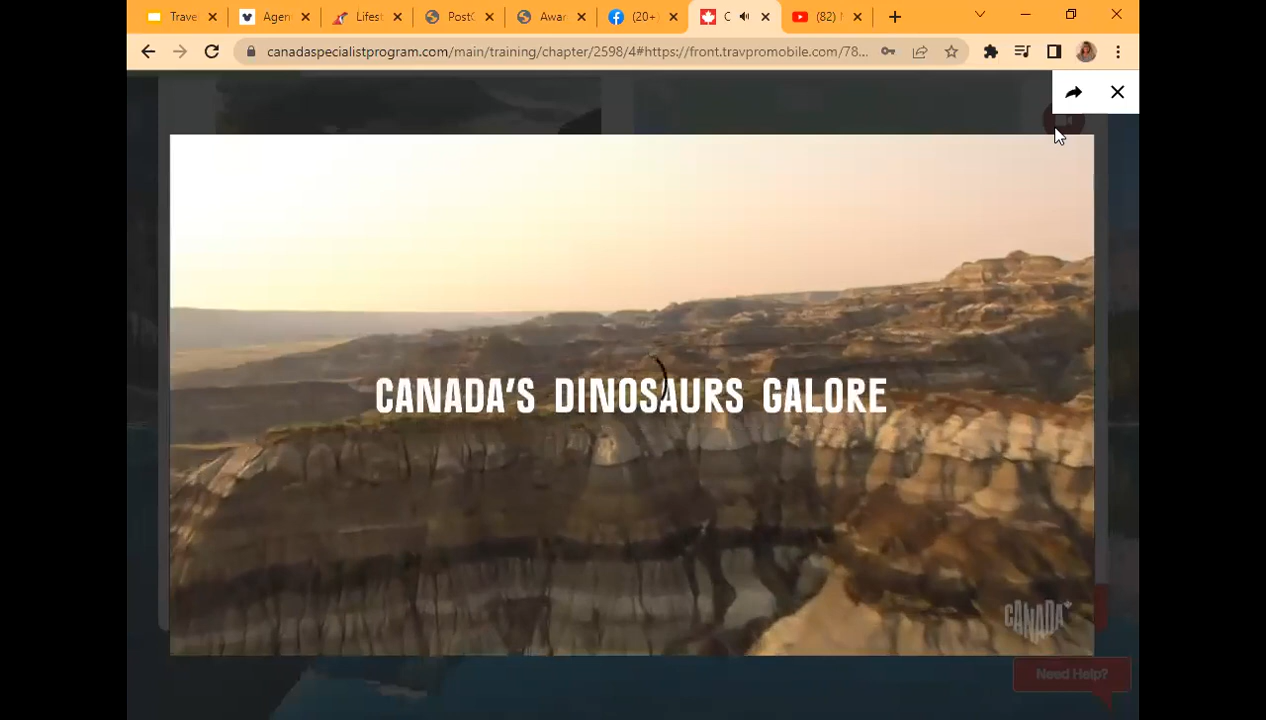 Trave
Agen
Lifest
Post(
Awar
(20+)
C
(82)
canadaspecialistprogram.com/main/training/chapter/2598/4#https://front.travpromobile.com/78...
CANADA'S DINOSAURS GALORE
CANADA
Need Help?